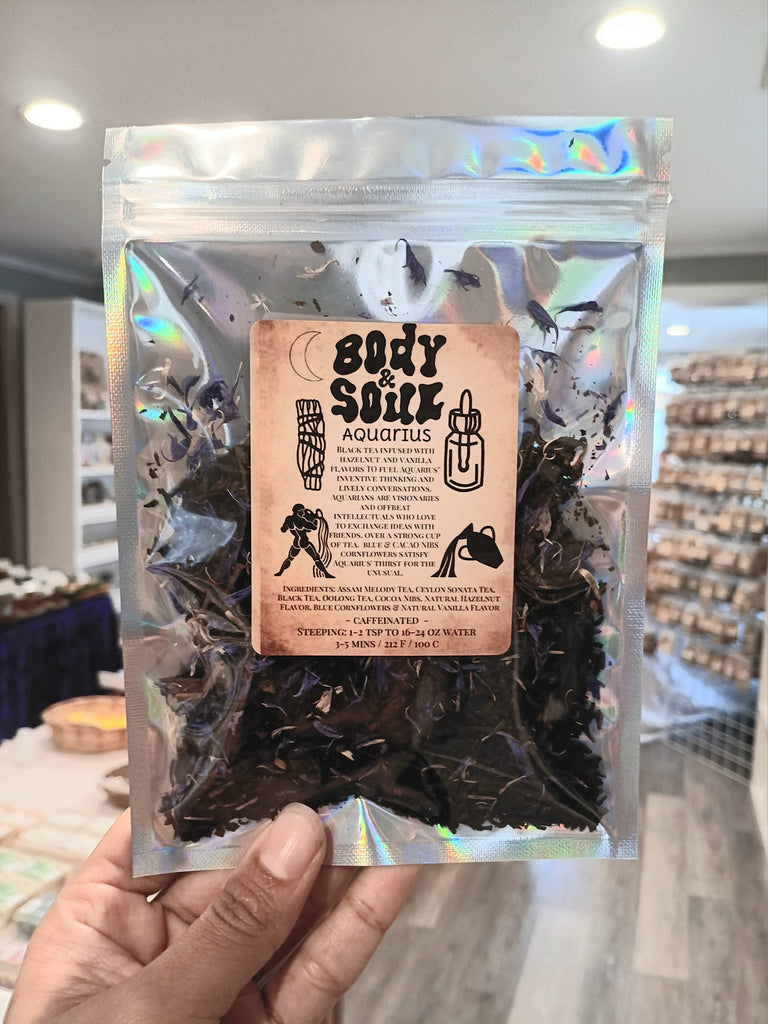 BODY
&
SOUL
AQUARIUS
BLACK TEA INFUSED WITH
HAZELNUT AND VANILLA
FLAVORS TO FUEL AQUARIUS'
INVENTIVE THINKING AND
LIVELY CONVERSATIONS.
AQUARIANS ARE VISIONARIES
AND OFFBEAT
INTELLECTUALS WHO LOVE
TO EXCHANGE IDEAS WITH
FRIENDS, OVER A STRONG CUP
OF TEA. BLUE & CACAO NIBS
CORNFLOWERS SATISFY
AQUARIUS' THIRST FOR THE
UNUSUAL.
INGREDIENTS: ASSAM MELODY TEA, CEYLON SONATA TEA,
BLACK TEA, OOLONG TEA, COCOA NIBS, NATURAL HAZELNUT
FLAVOR, BLUE CORNFLOWERS & NATURAL VANILLA FLAVOR
- CAFFEINATED -
STEEPING: 1-2 TSP TO 16-24 OZ WATER
3-5 MINS / 212 F / 100 C